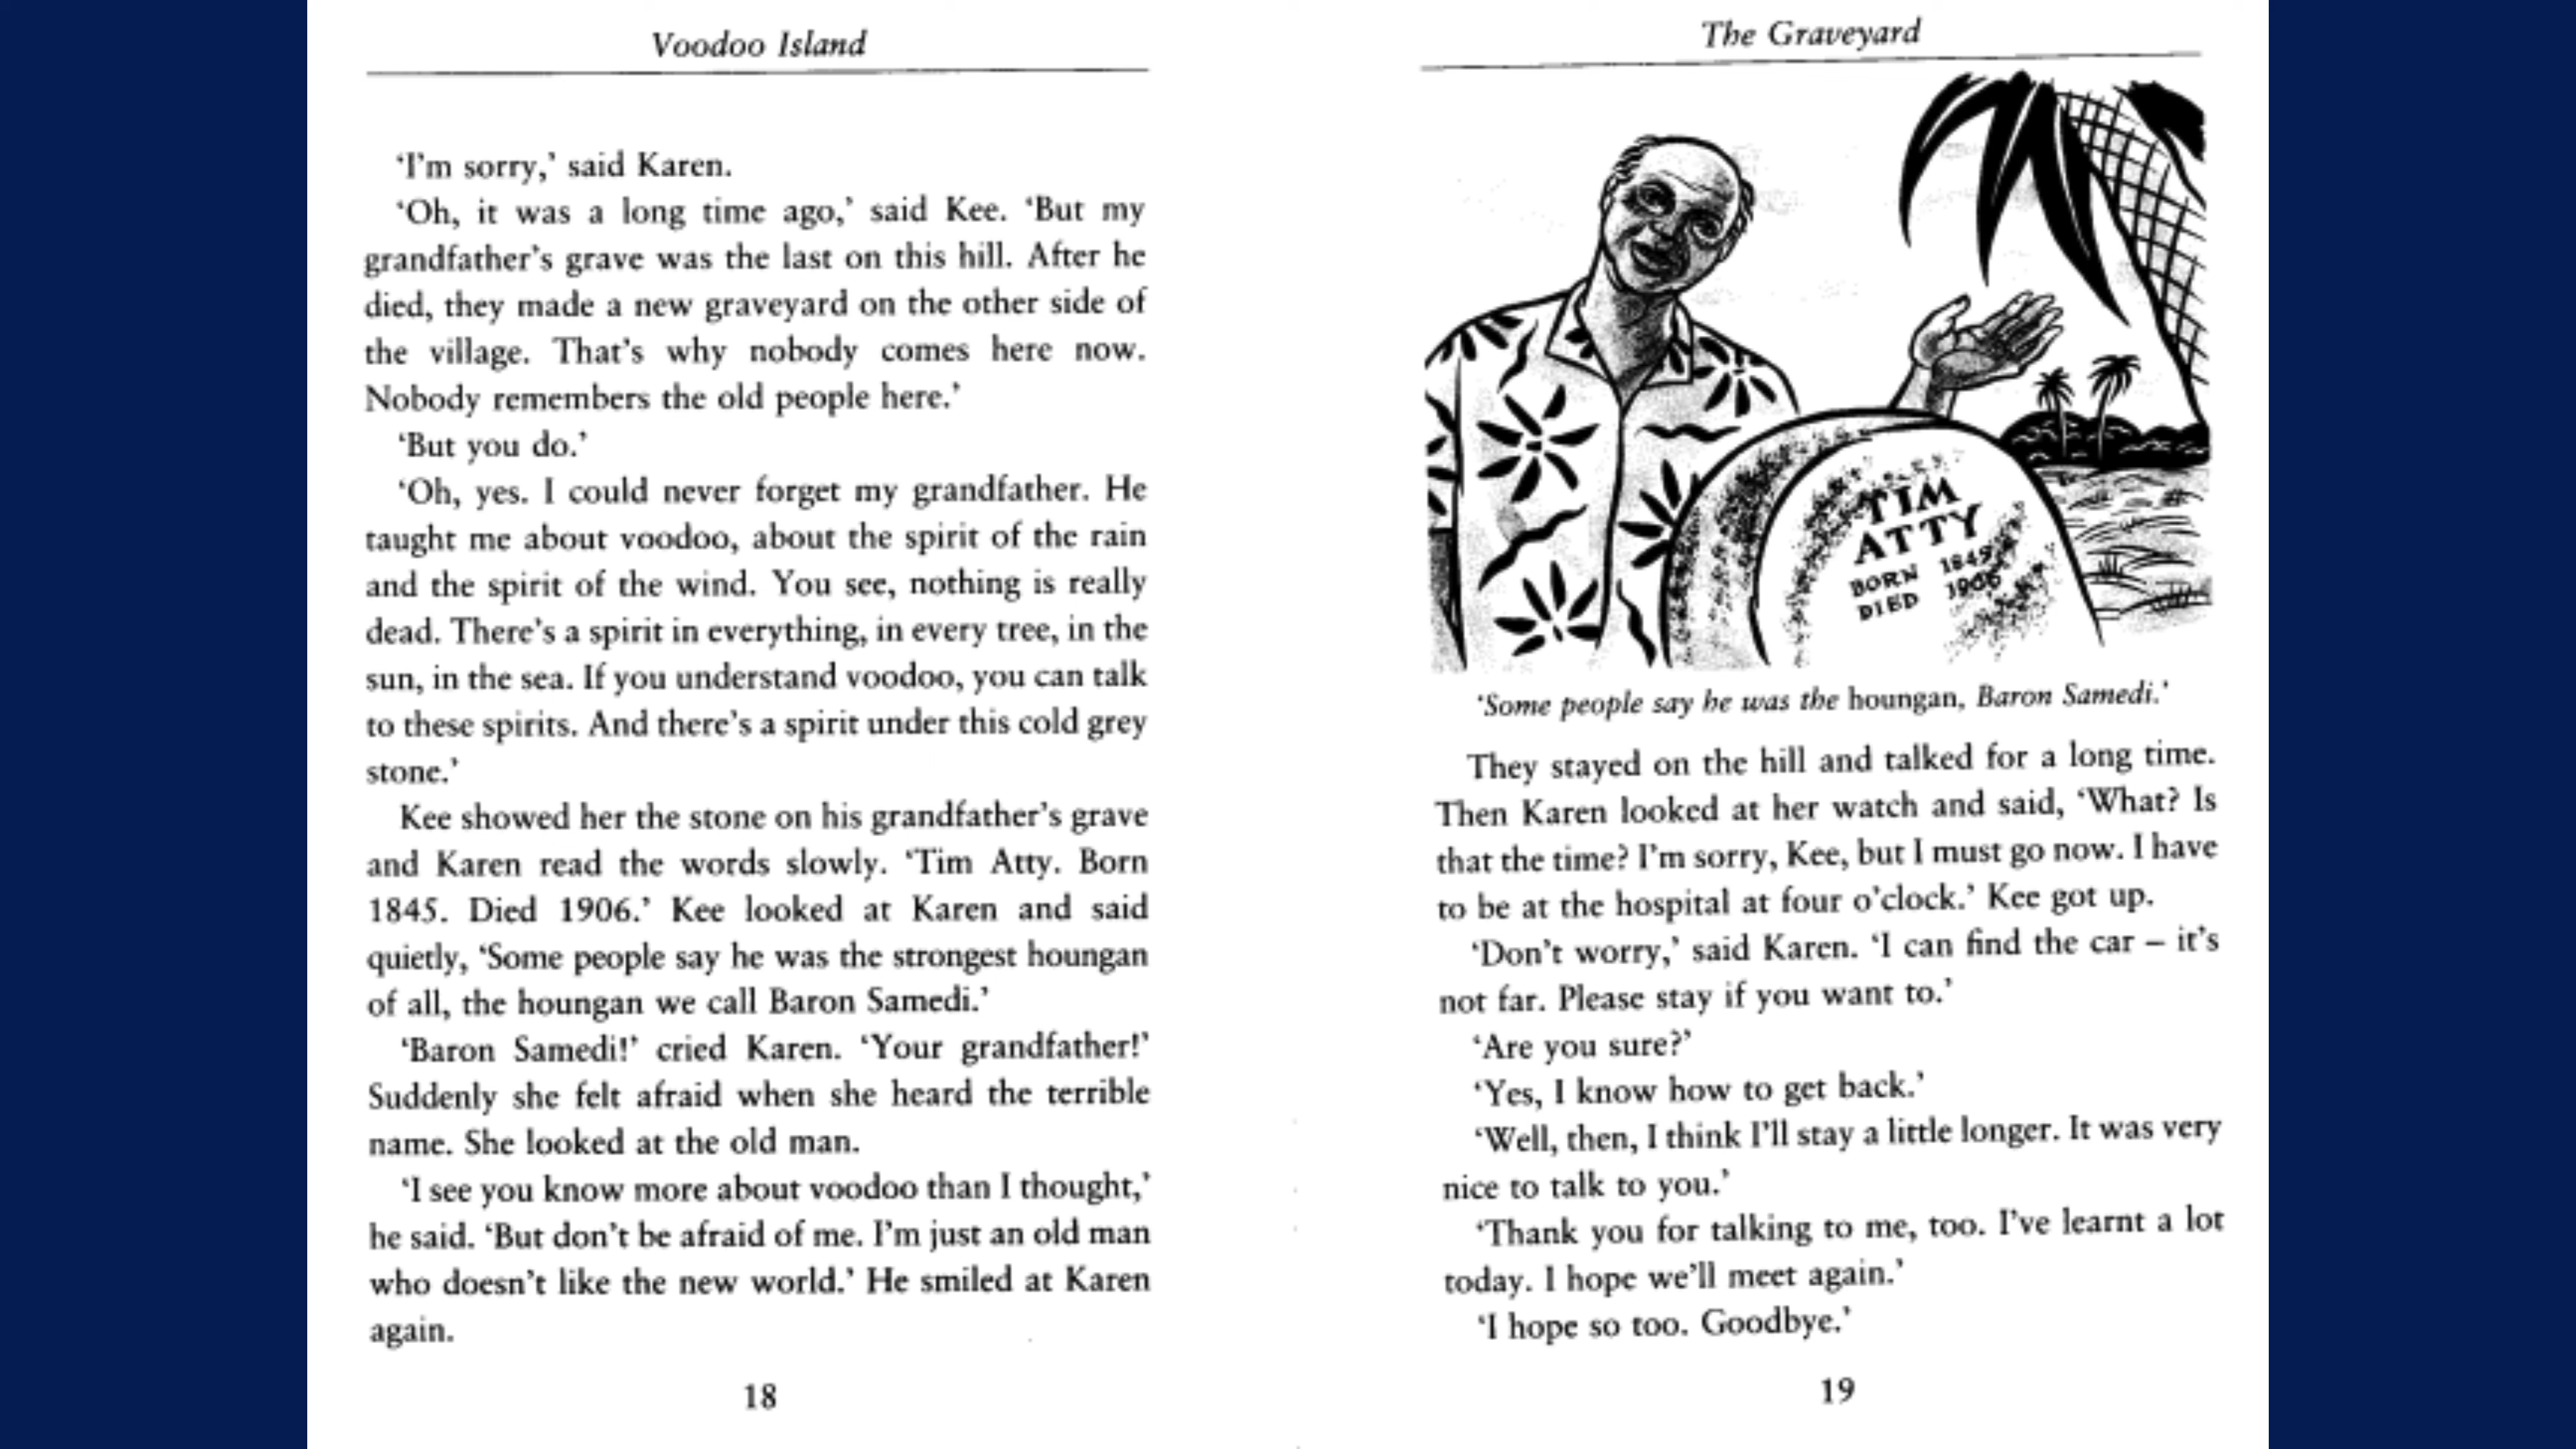 Voodoo Island
‘I'm sorry,’ said Karen.
‘Oh, it was a long time ago,’ said Kee. ‘But my
grandfather's grave was the last on this hill. After he
died, they made a new graveyard on the other side of
the village. That's why nobody comes here now.
Nobody remembers the old people here.’
‘But you do.’
‘Oh, yes. I could never forget my grandfather. He
taught me about voodoo, about the spirit of the rain
and the spirit of the wind. You see, nothing is really
dead. There's a spirit in everything, in every tree, in the
sun, in the sea. If you understand voodoo, you can talk
to these spirits. And there's a spirit under this cold grey
stone.’
Kee showed her the stone on his grandfather's grave
and Karen read the words slowly. ‘Tim Atty. Born
1845. Died 1906.’ Kee looked at Karen and said
quietly, ‘Some people say he was the strongest houngan
of all, the houngan we call Baron Samedi.’
‘Baron Samedi!’ cried Karen. ‘Your grandfather!’
Suddenly she felt afraid when she heard the terrible
name. She looked at the old man.
‘I see you know more about voodoo than I thought,’
he said. ‘But don't be afraid of me. I'm just an old man
who doesn't like the new world.’ He smiled at Karen
again.
18
The Graveyard
TIM
ATTY
BORN 1845
DIED 1906
‘Some people say he was the houngan, Baron Samedi.’
They stayed on the hill and talked for a long time.
Then Karen looked at her watch and said, ‘What? Is
that the time? I'm sorry, Kee, but I must go now. I have
to be at the hospital at four o'clock.’ Kee got up.
‘Don't worry,’ said Karen. ‘I can find the car – it's
not far. Please stay if you want to.’
‘Are you sure?’
‘Yes, I know how to get back.’
‘Well, then, I think I'll stay a little longer. It was very
nice to talk to you.’
‘Thank you for talking to me, too. I've learnt a lot
today. I hope we'll meet again.’
‘I hope so too. Goodbye.’
19